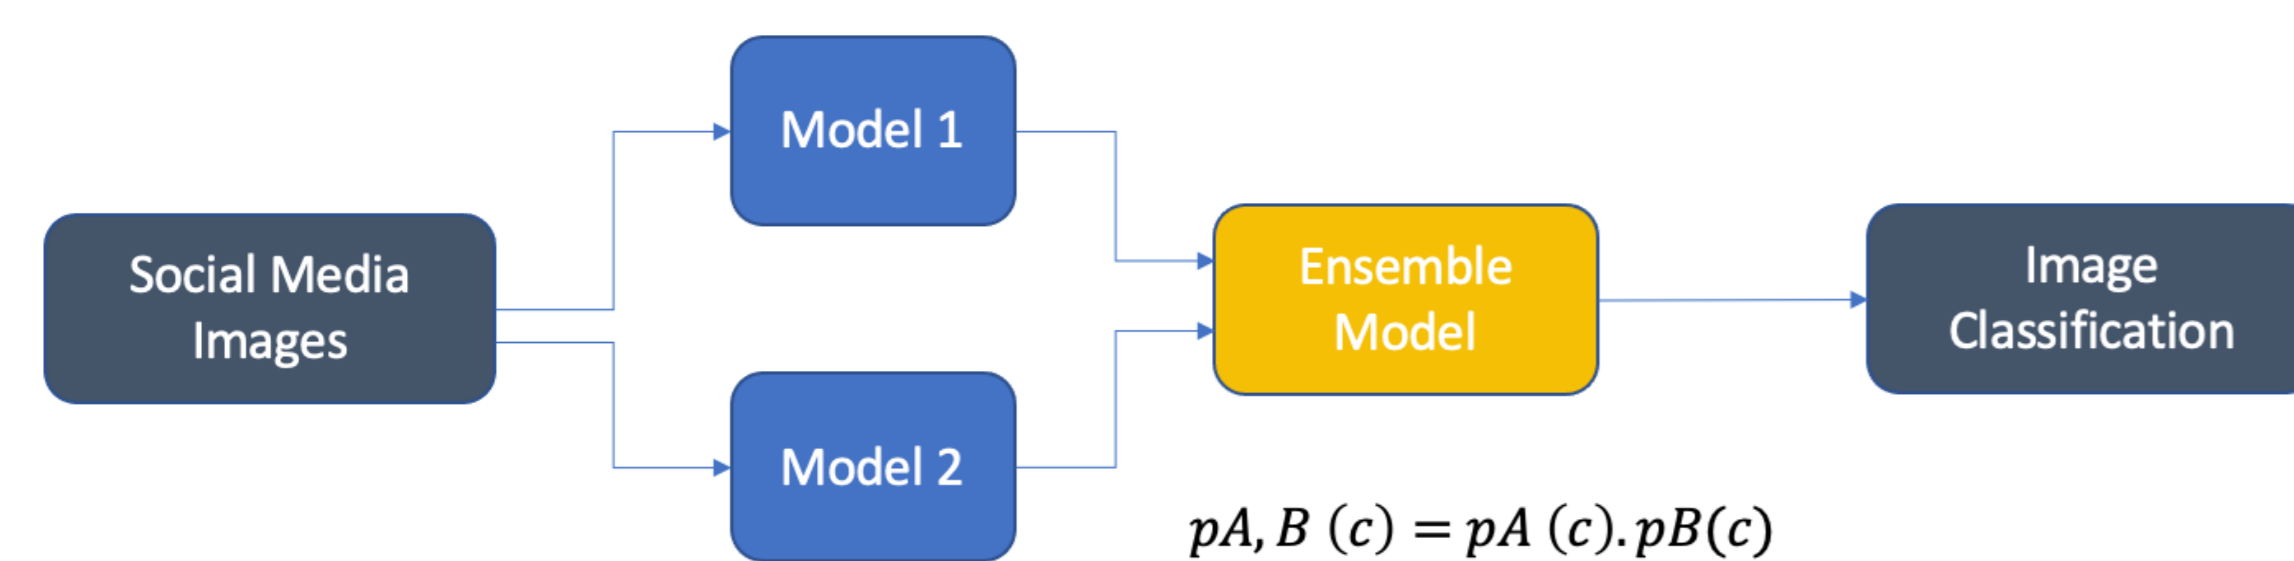 Model 1
Social Media
Images
Ensemble
Model
Image
Classification
Model 2
pA, B (c) = pA (c). pB(c)